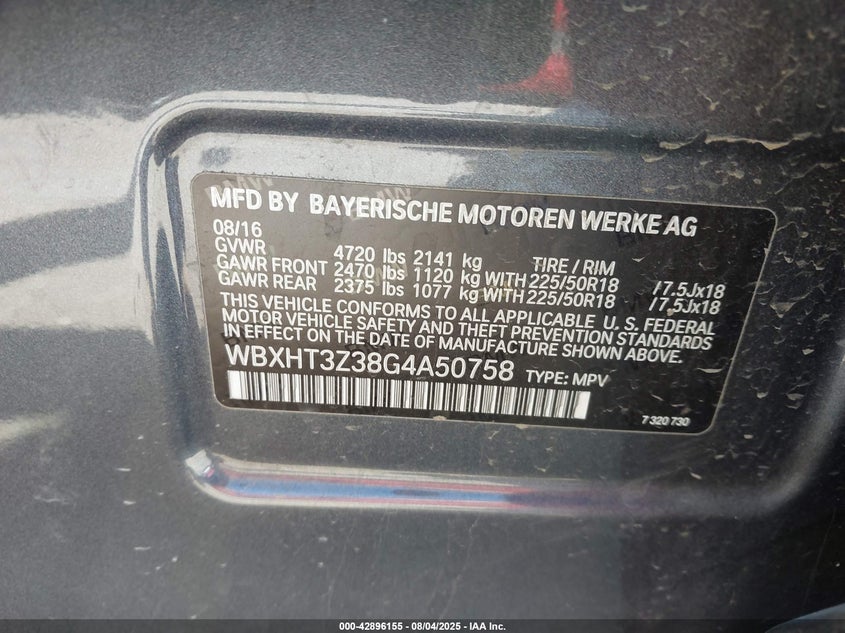 MFD BY BAYERISCHE MOTOREN WERKE AG
08/16
GVWR 4720 lbs 2141 kg TIRE / RIM
GAWR FRONT 2470 lbs 1120 kg WITH 225/50R18 /7.5Jx18
GAWR REAR 2375 lbs 1077 kg WITH 225/50R18 /7.5Jx18
THIS VEHICLE CONFORMS TO ALL APPLICABLE U. S. FEDERAL
MOTOR VEHICLE SAFETY AND THEFT PREVENTION STANDARDS
IN EFFECT ON THE DATE OF MANUFACTURE SHOWN ABOVE.
WBXHT3Z38G4A50758 TYPE: MPV
7 320 730
000-42896155 - 08/04/2025 - IAA Inc.